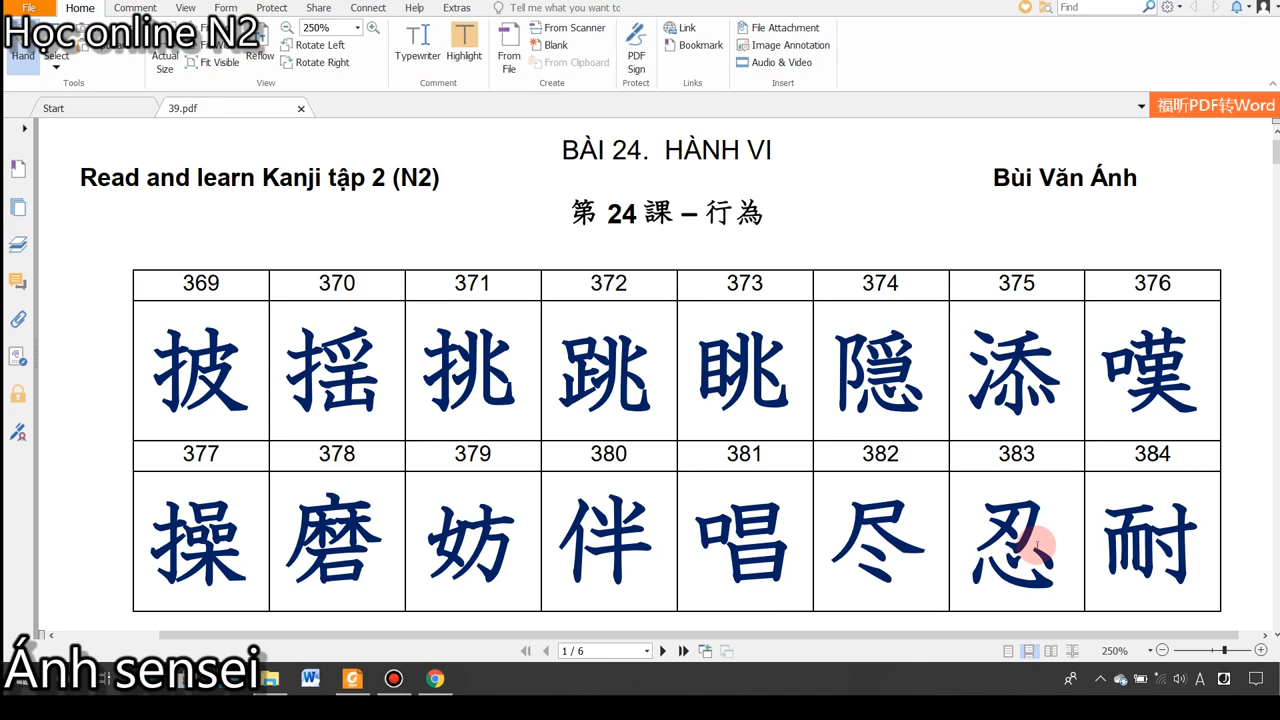 File Home Comment View Form Protect Share Connect Help Extras Tell me what you want to Find
Học online N2
250%
From Scanner Link File Attachment
Rotate Left Blank Bookmark Image Annotation
Hand Select Actual Size Fit Visible Reflow Rotate Right Typewriter Highlight From File From Clipboard PDF Sign Audio & Video
Tools View Comment Create Protect Links Insert
Start 39.pdf 福昕PDF转Word
BÀI 24. HÀNH VI
Read and learn Kanji tập 2 (N2) Bùi Văn Ánh
第 24 課 – 行為
369 370 371 372 373 374 375 376
披 揺 挑 跳 眺 隠 添 嘆
377 378 379 380 381 382 383 384
操 磨 妨 伴 唱 尽 忍 耐
1 / 6 250%
Ánh sensei